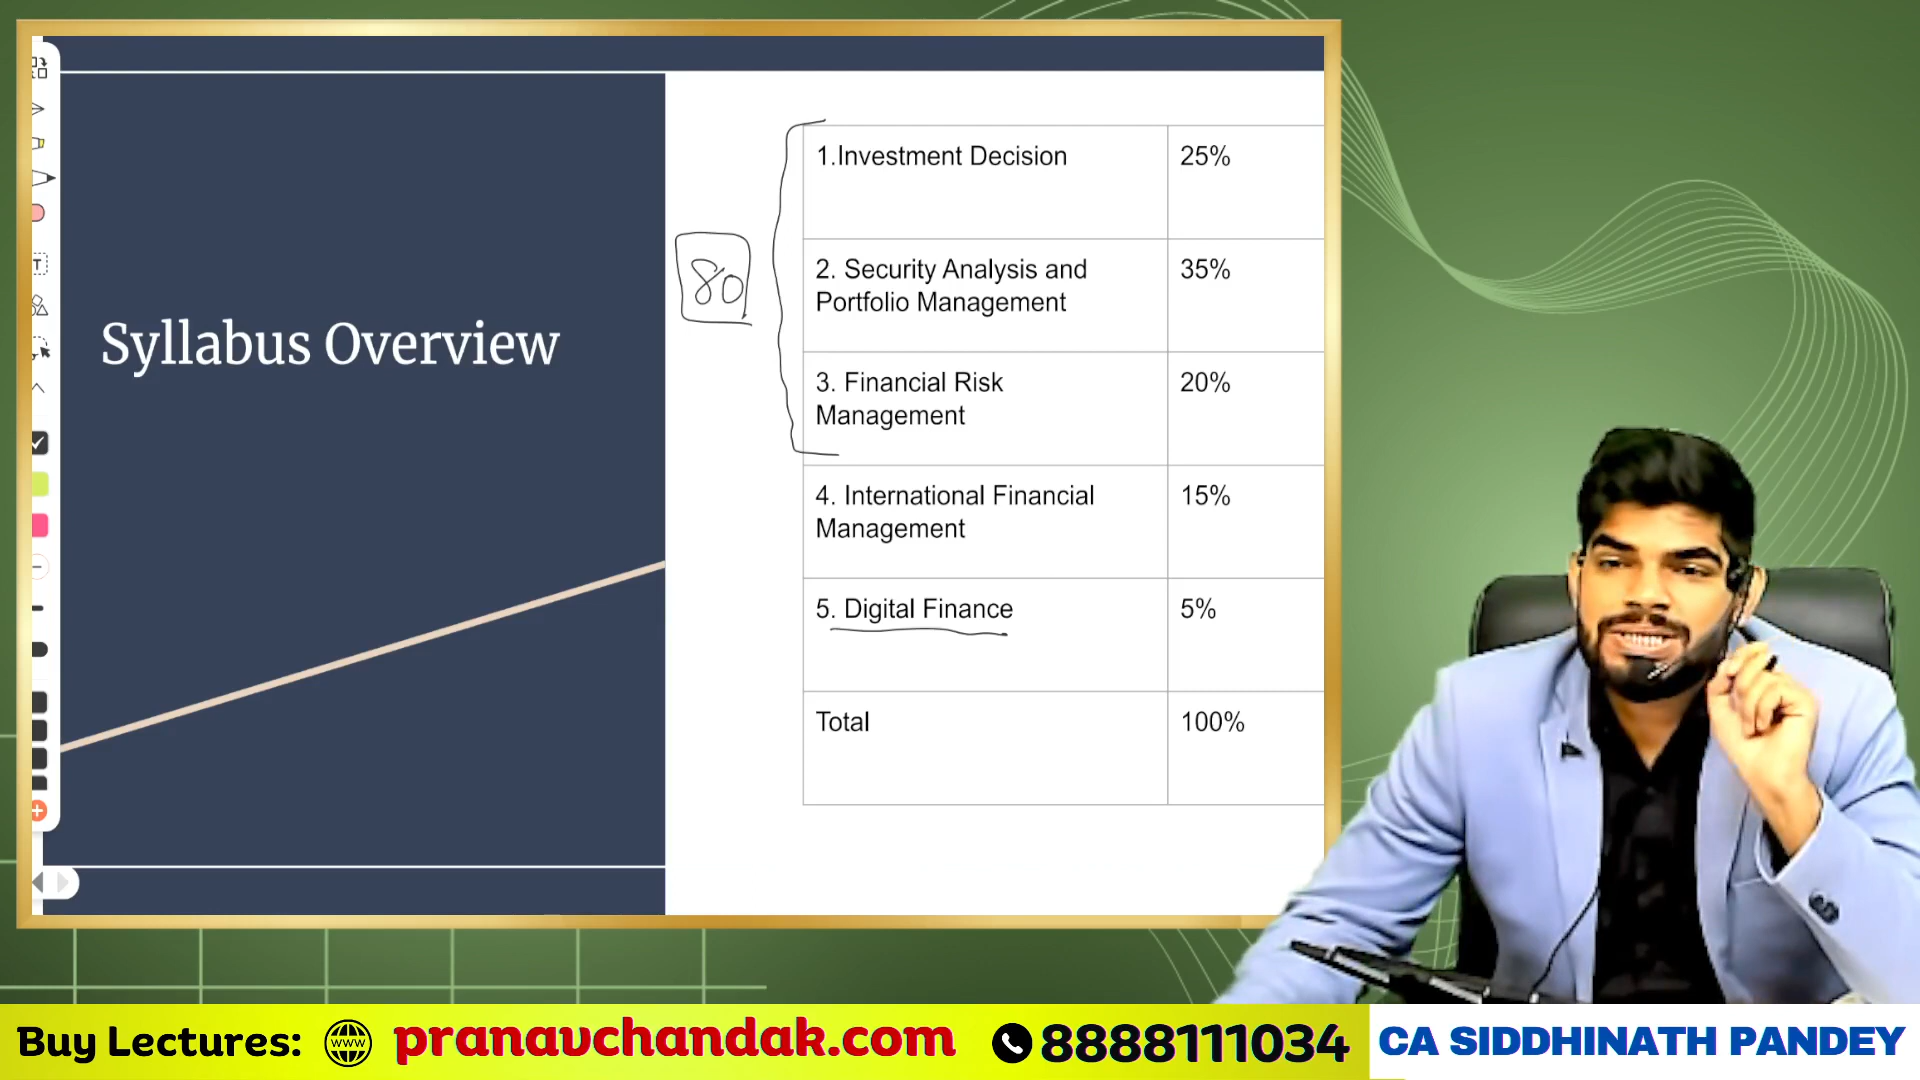 Syllabus Overview
80
1.Investment Decision 25%
2. Security Analysis and
Portfolio Management 35%
3. Financial Risk
Management 20%
4. International Financial
Management 15%
5. Digital Finance 5%
Total 100%
T
Buy Lectures: www pranavchandak.com 8888111034 CA SIDDHINATH PANDEY